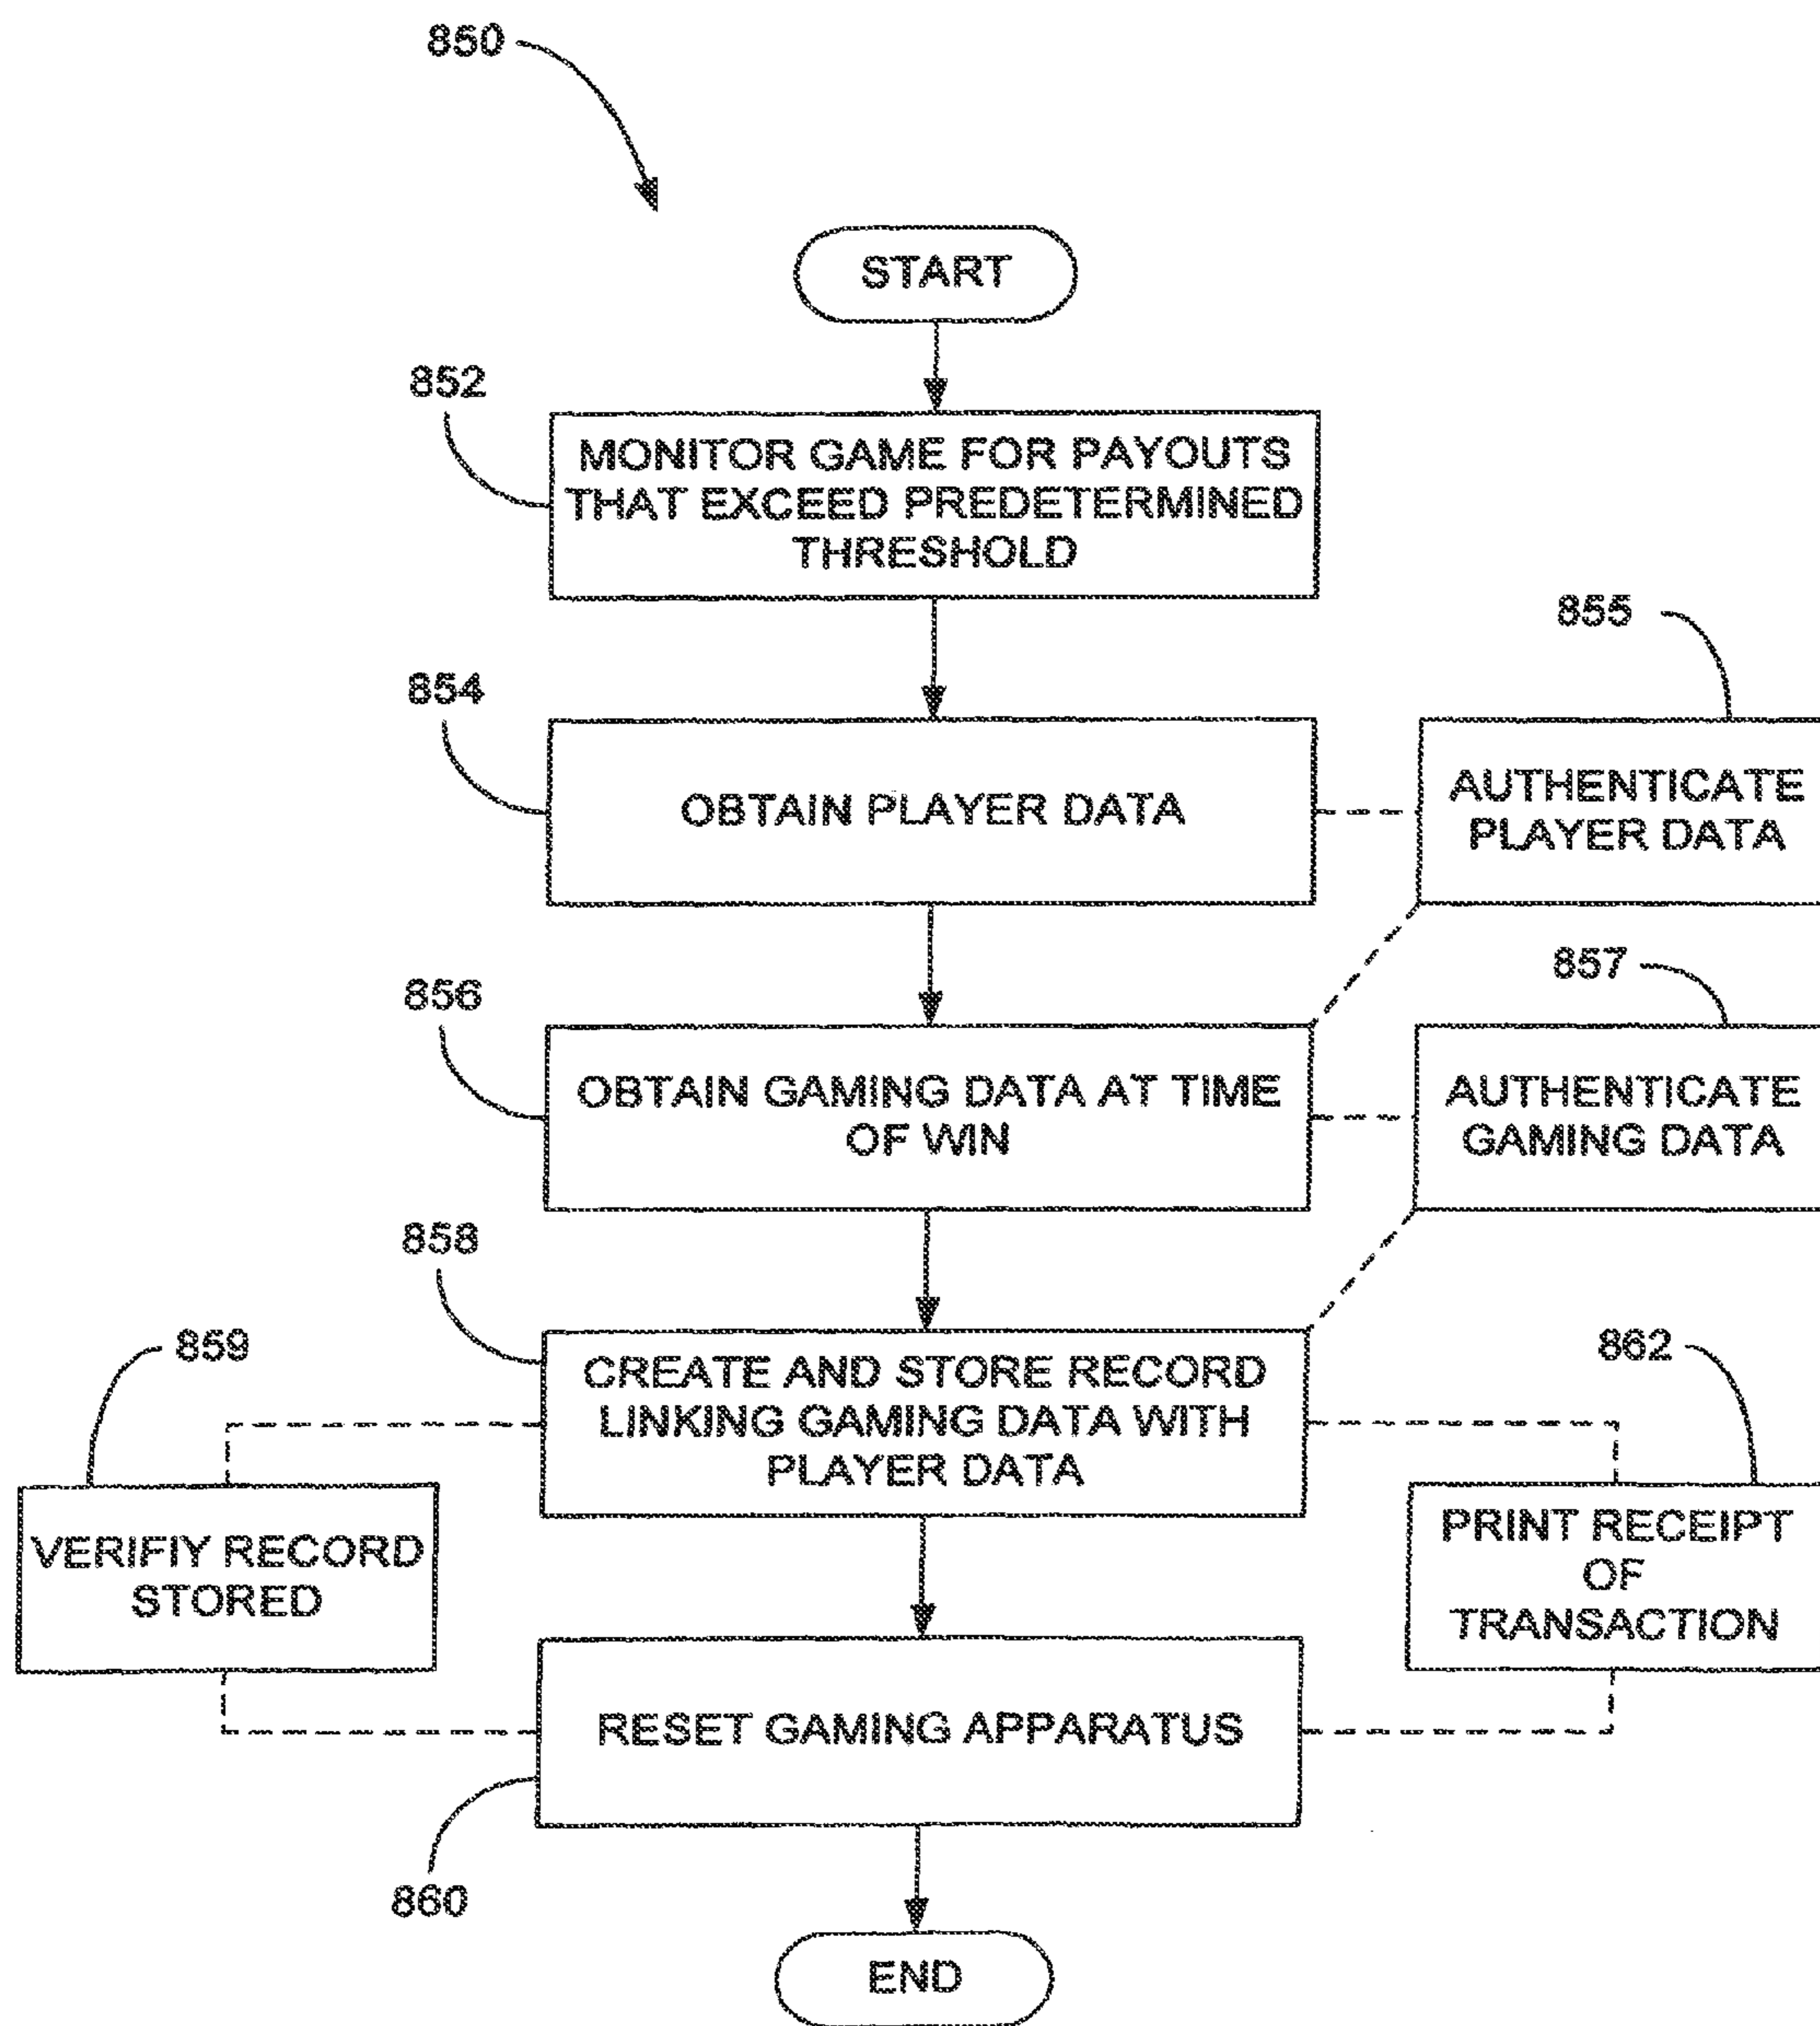 850
START
852
MONITOR GAME FOR PAYOUTS
THAT EXCEED PREDETERMINED
THRESHOLD
855
854
OBTAIN PLAYER DATA
AUTHENTICATE
PLAYER DATA
857
856
OBTAIN GAMING DATA AT TIME
OF WIN
AUTHENTICATE
GAMING DATA
858
859
CREATE AND STORE RECORD
LINKING GAMING DATA WITH
PLAYER DATA
862
VERIFIY RECORD
STORED
PRINT RECEIPT
OF
TRANSACTION
RESET GAMING APPARATUS
860
END